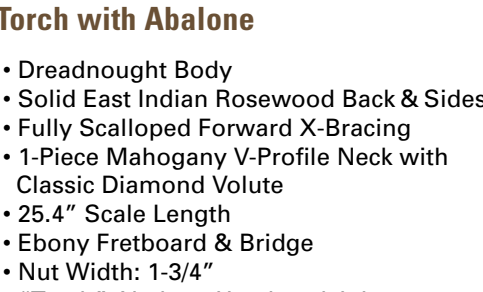 Torch with Abalone
• Dreadnought Body
• Solid East Indian Rosewood Back & Sides
• Fully Scalloped Forward X-Bracing
• 1-Piece Mahogany V-Profile Neck with
Classic Diamond Volute
• 25.4” Scale Length
• Ebony Fretboard & Bridge
• Nut Width: 1-3/4”